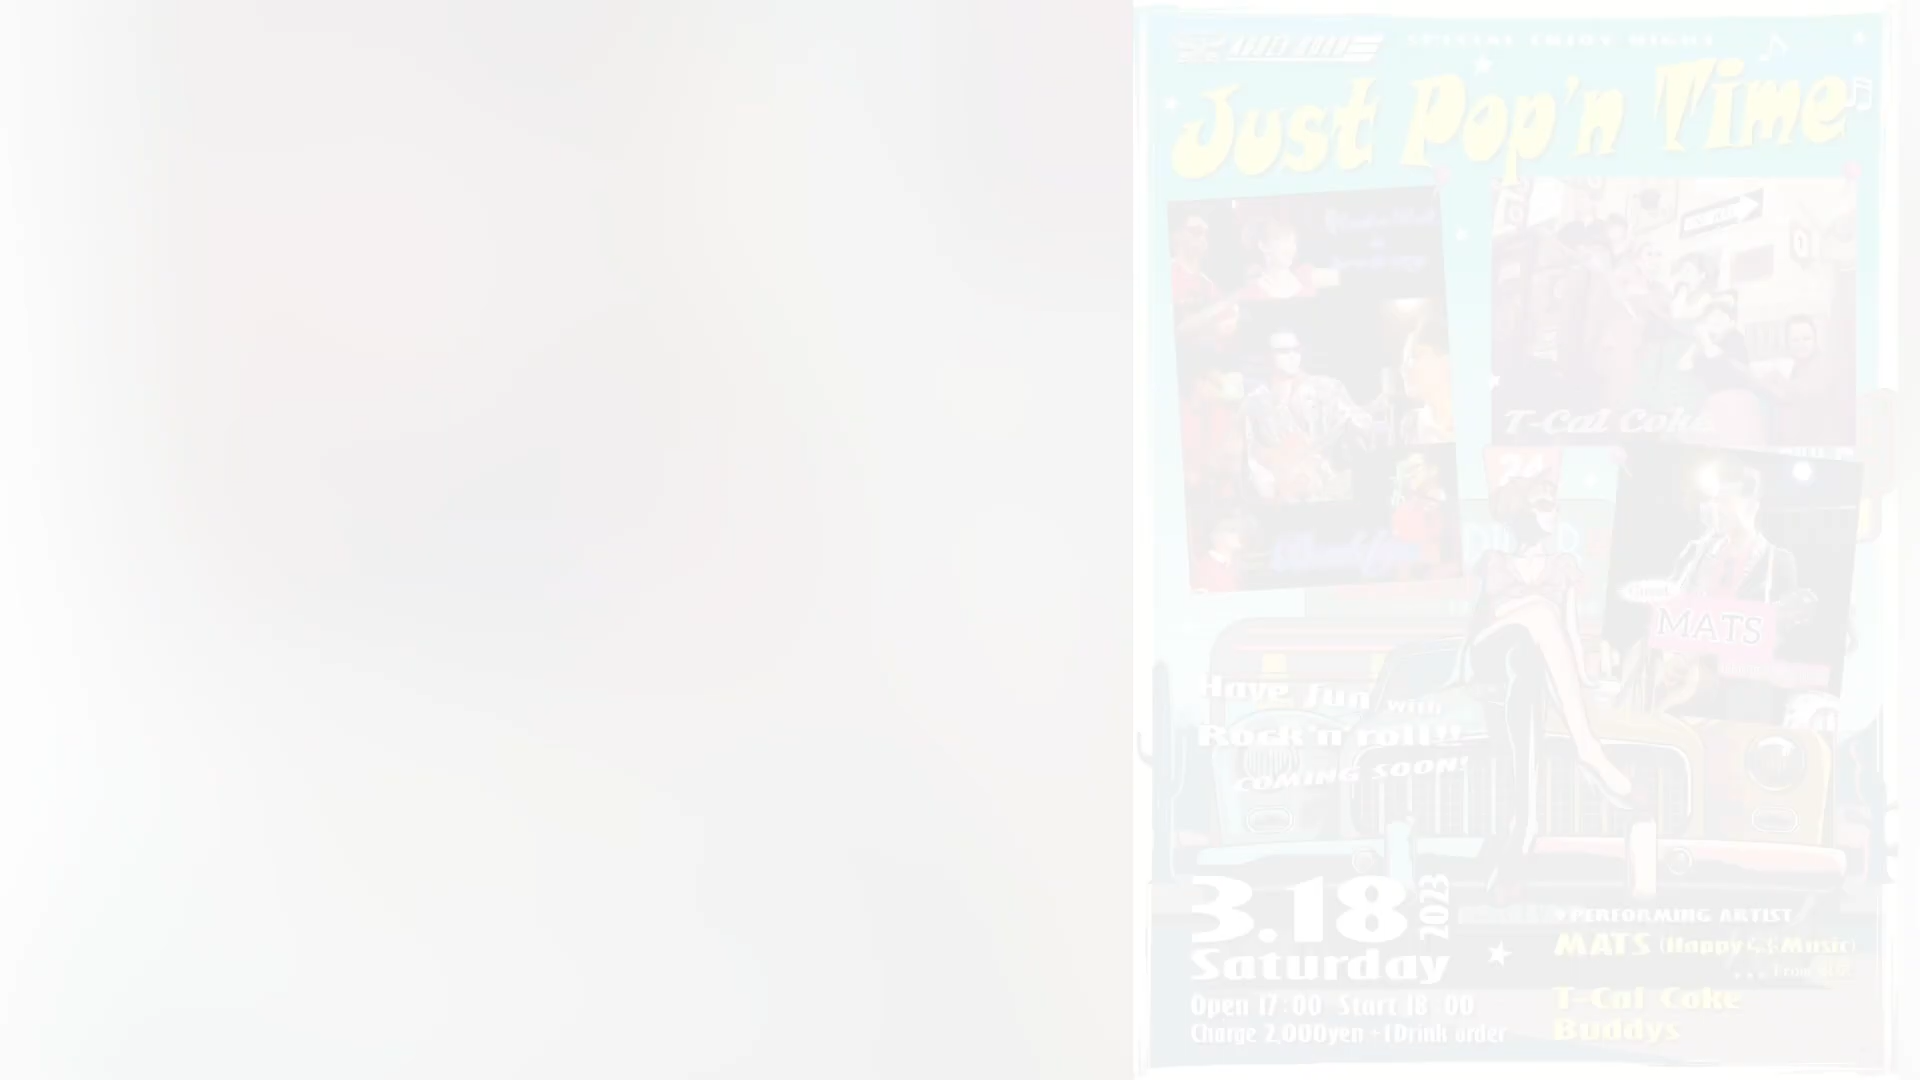 SPECIAL ENJOY NIGHT
Just Pop'n Time
T-Cal Coke
MATS
Have fun with
Rock'n'roll!!
COMING SOON!
3.18
2023
Saturday
Open 17:00 Start 18:00
Charge 2,000yen +1Drink order
PERFORMING ARTIST
MATS (Happy Music)
From
T-Cal Coke
Buddys